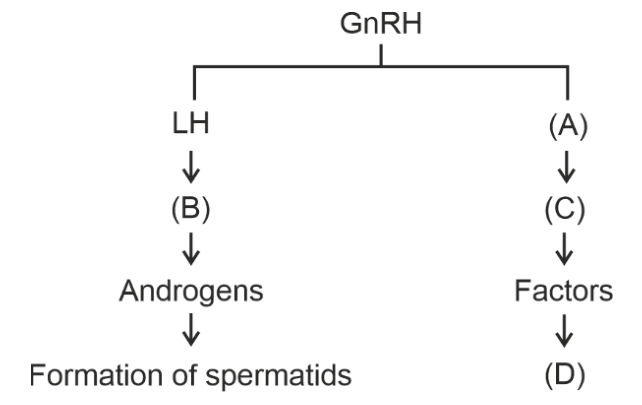 GnRH
LH (A)
(B) (C)
Androgens Factors
Formation of spermatids (D)